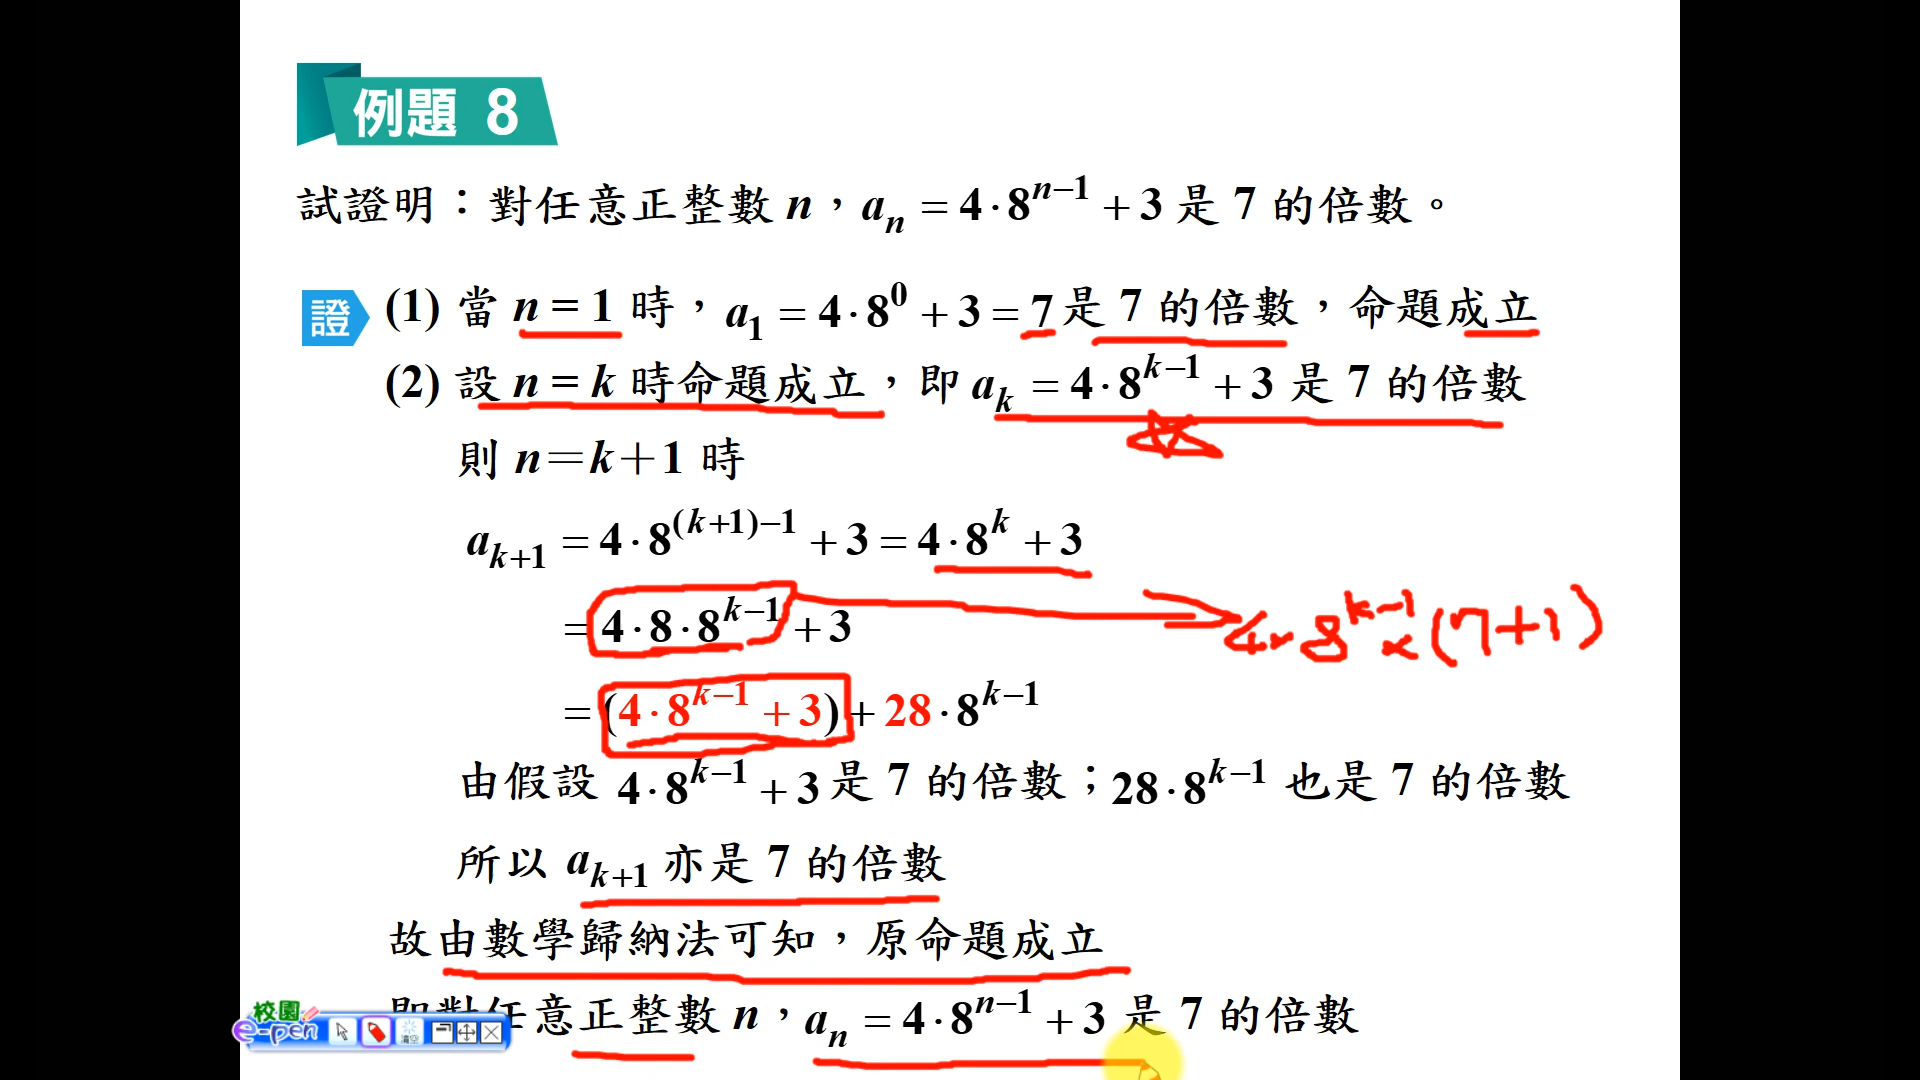 例題 8
試證明：對任意正整數 n，aₙ = 4·8ⁿ⁻¹ + 3 是 7 的倍數。
證 (1) 當 n = 1 時，a₁ = 4·8⁰ + 3 = 7 是 7 的倍數，命題成立
(2) 設 n = k 時命題成立，即 aₖ = 4·8ᵏ⁻¹ + 3 是 7 的倍數
則 n＝k＋1 時
aₖ₊₁ = 4·8⁽ᵏ⁺¹⁾⁻¹ + 3 = 4·8ᵏ + 3
= 4·8·8ᵏ⁻¹ + 3
4×8ᵏ⁻¹×(7+1)
= (4·8ᵏ⁻¹ + 3) + 28·8ᵏ⁻¹
由假設 4·8ᵏ⁻¹ + 3 是 7 的倍數；28·8ᵏ⁻¹ 也是 7 的倍數
所以 aₖ₊₁ 亦是 7 的倍數
故由數學歸納法可知，原命題成立
即對任意正整數 n，aₙ = 4·8ⁿ⁻¹ + 3 是 7 的倍數
校園
e-pen
清空